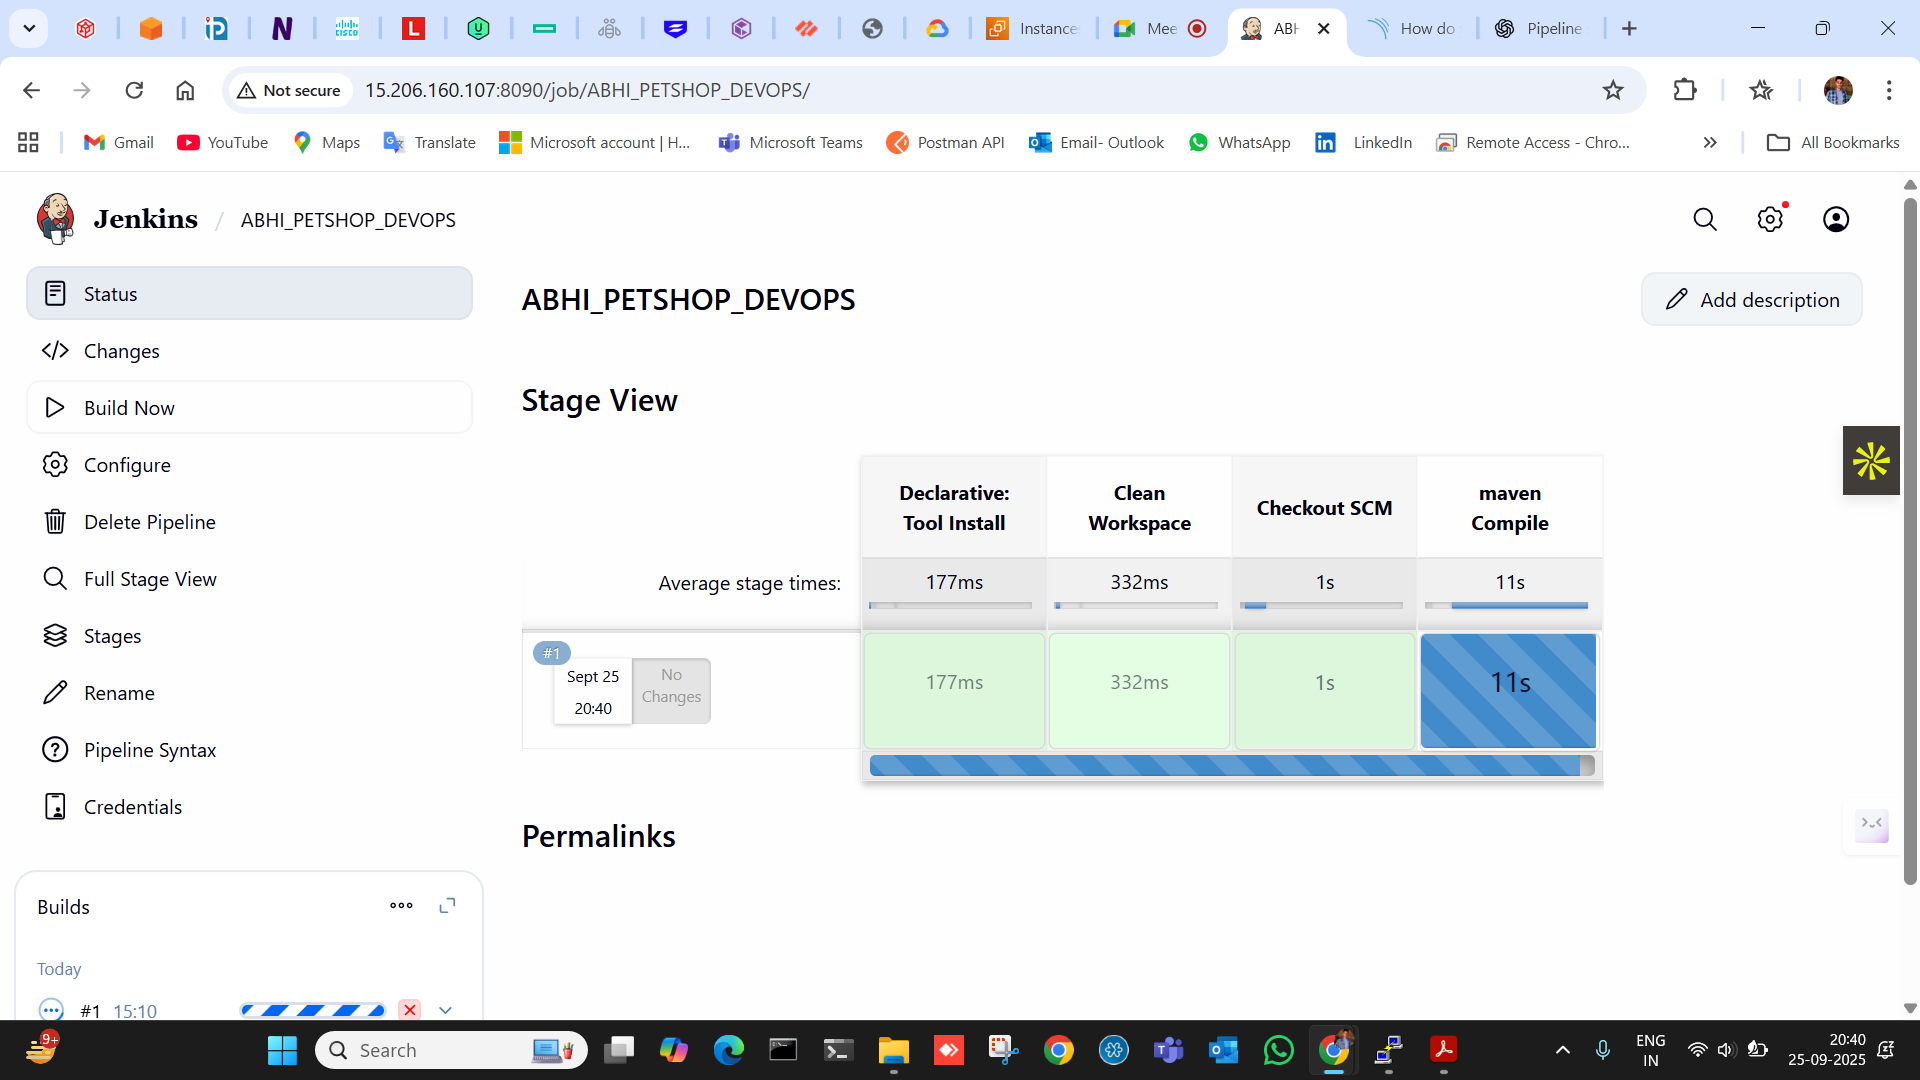 Instance
Mee
ABH
How do
Pipeline
Not secure
15.206.160.107:8090/job/ABHI_PETSHOP_DEVOPS/
Gmail
YouTube
Maps
Translate
Microsoft account | H...
Microsoft Teams
Postman API
Email- Outlook
WhatsApp
LinkedIn
Remote Access - Chro...
All Bookmarks
Jenkins / ABHI_PETSHOP_DEVOPS
Status
Changes
Build Now
Configure
Delete Pipeline
Full Stage View
Stages
Rename
Pipeline Syntax
Credentials
Builds
Today
#1 15:10
ABHI_PETSHOP_DEVOPS
Add description
Stage View
Declarative:
Tool Install
Clean
Workspace
Checkout SCM
maven
Compile
Average stage times:
177ms
332ms
1s
11s
#1
Sept 25
20:40
No
Changes
177ms
332ms
1s
11s
Permalinks
9+
Search
ENG
IN
20:40
25-09-2025